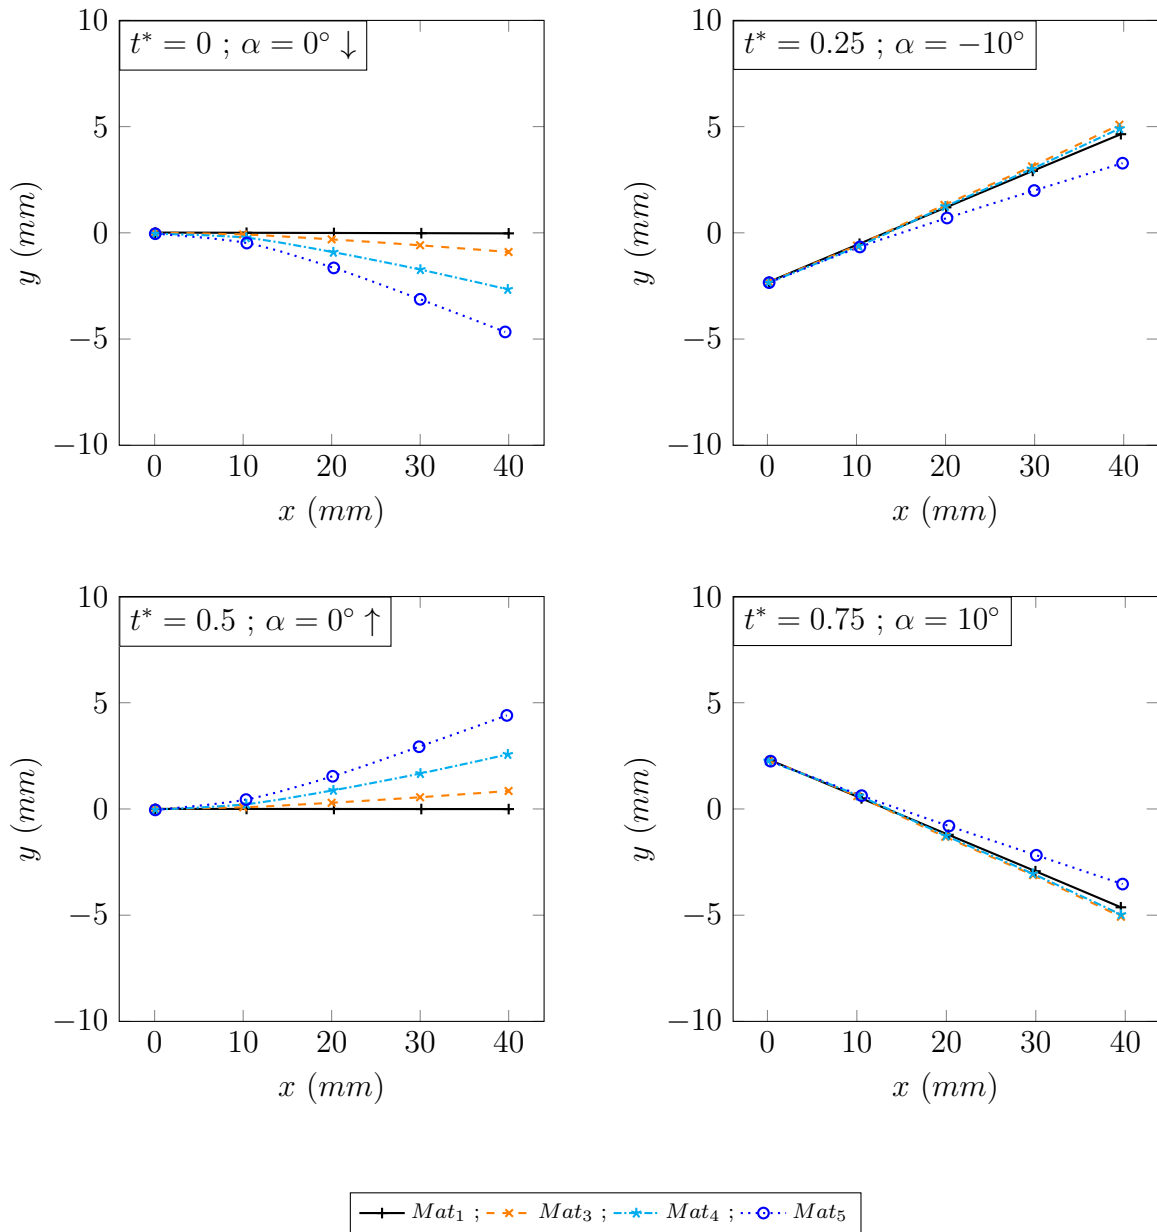 t* = 0 ; α = 0° ↓
10
5
0
−5
−10
y (mm)
0 10 20 30 40
x (mm)
t* = 0.25 ; α = −10°
10
5
0
−5
−10
y (mm)
0 10 20 30 40
x (mm)
t* = 0.5 ; α = 0° ↑
10
5
0
−5
−10
y (mm)
0 10 20 30 40
x (mm)
t* = 0.75 ; α = 10°
10
5
0
−5
−10
y (mm)
0 10 20 30 40
x (mm)
Mat₁ ; Mat₃ ; Mat₄ ; Mat₅